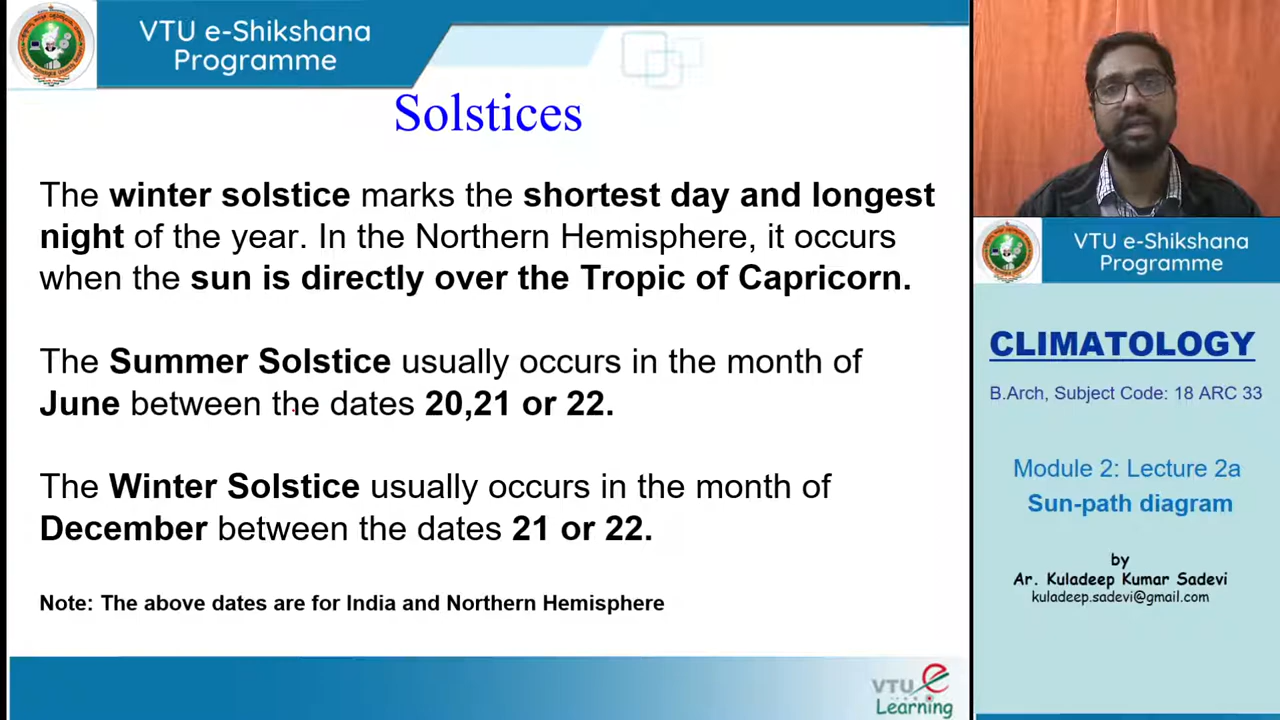 VTU e-Shikshana
Programme
Solstices
The winter solstice marks the shortest day and longest
night of the year. In the Northern Hemisphere, it occurs
when the sun is directly over the Tropic of Capricorn.
The Summer Solstice usually occurs in the month of
June between the dates 20,21 or 22.
The Winter Solstice usually occurs in the month of
December between the dates 21 or 22.
Note: The above dates are for India and Northern Hemisphere
VTU e
Learning
VTU e-Shikshana
Programme
CLIMATOLOGY
B.Arch, Subject Code: 18 ARC 33
Module 2: Lecture 2a
Sun-path diagram
by
Ar. Kuladeep Kumar Sadevi
kuladeep.sadevi@gmail.com